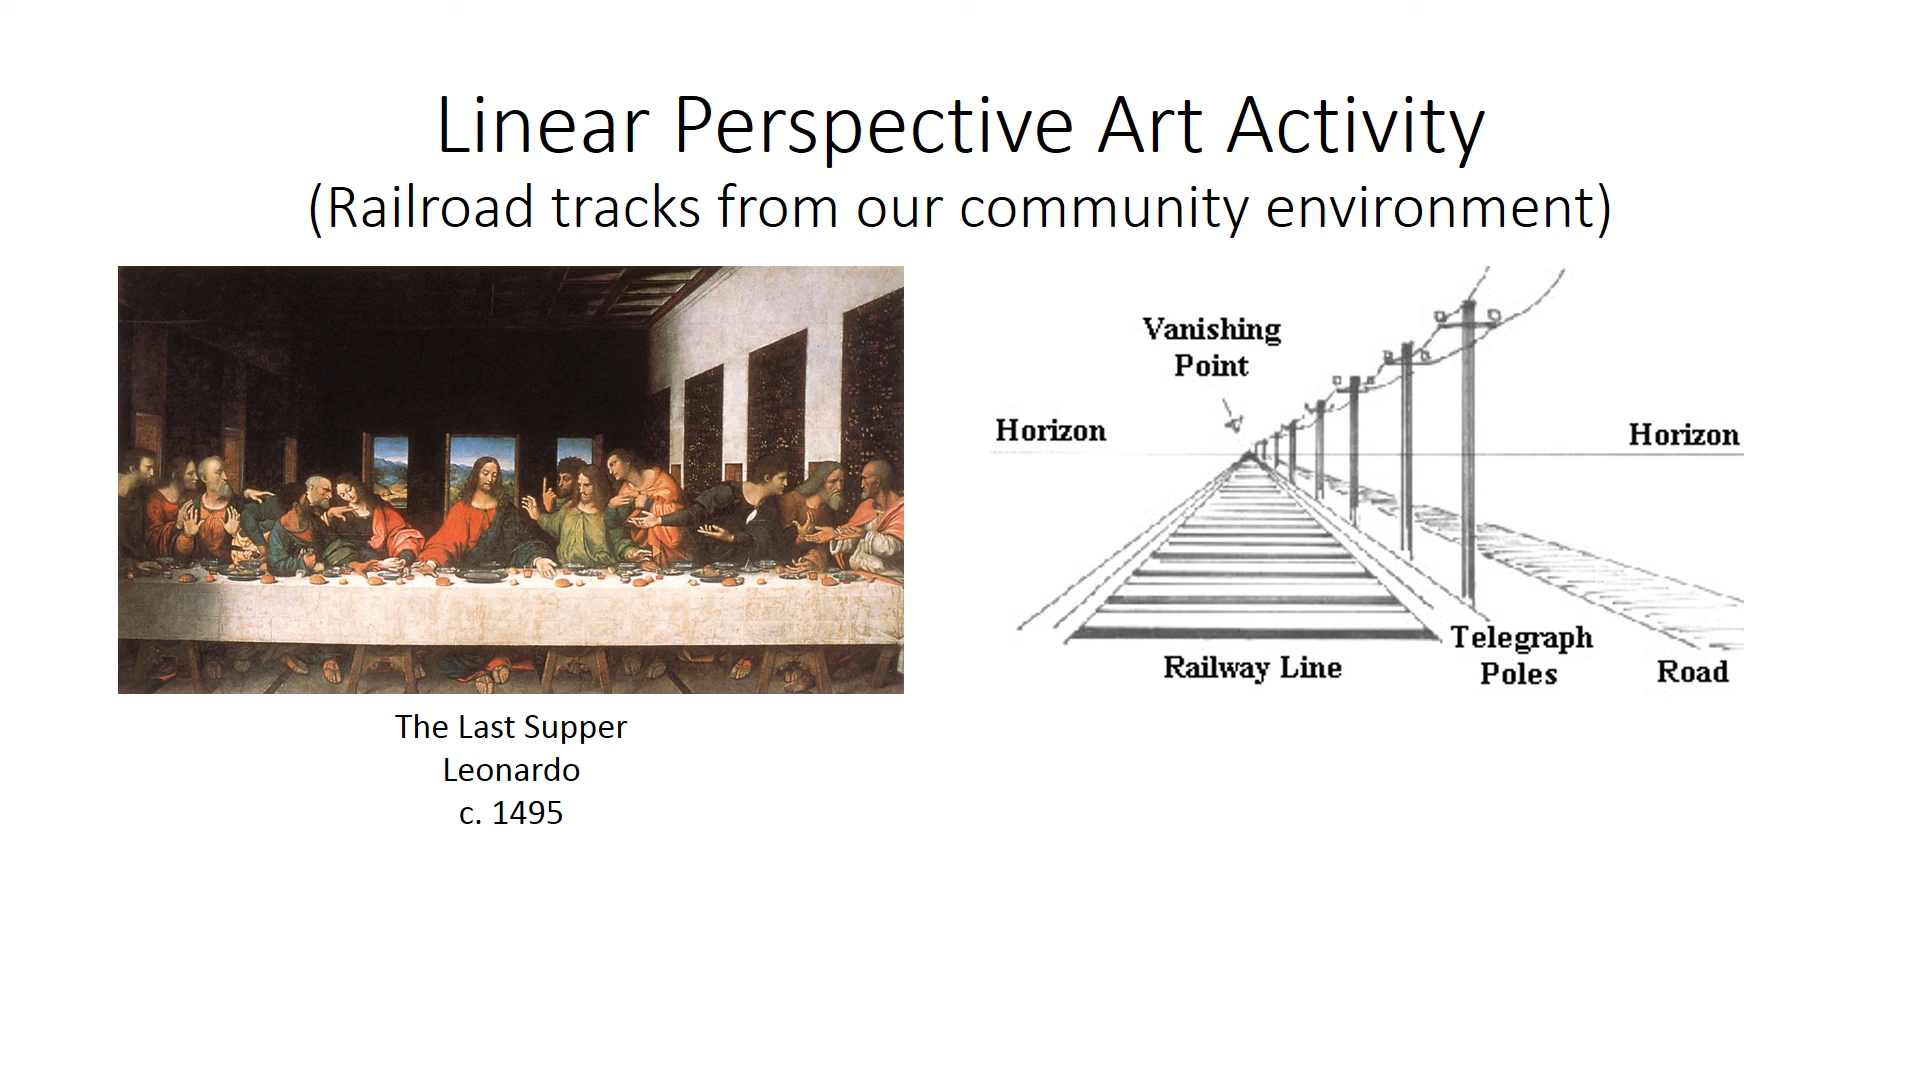 Linear Perspective Art Activity
(Railroad tracks from our community environment)
The Last Supper
Leonardo
c. 1495
Vanishing
Point
Horizon
Horizon
Railway Line
Telegraph
Poles
Road